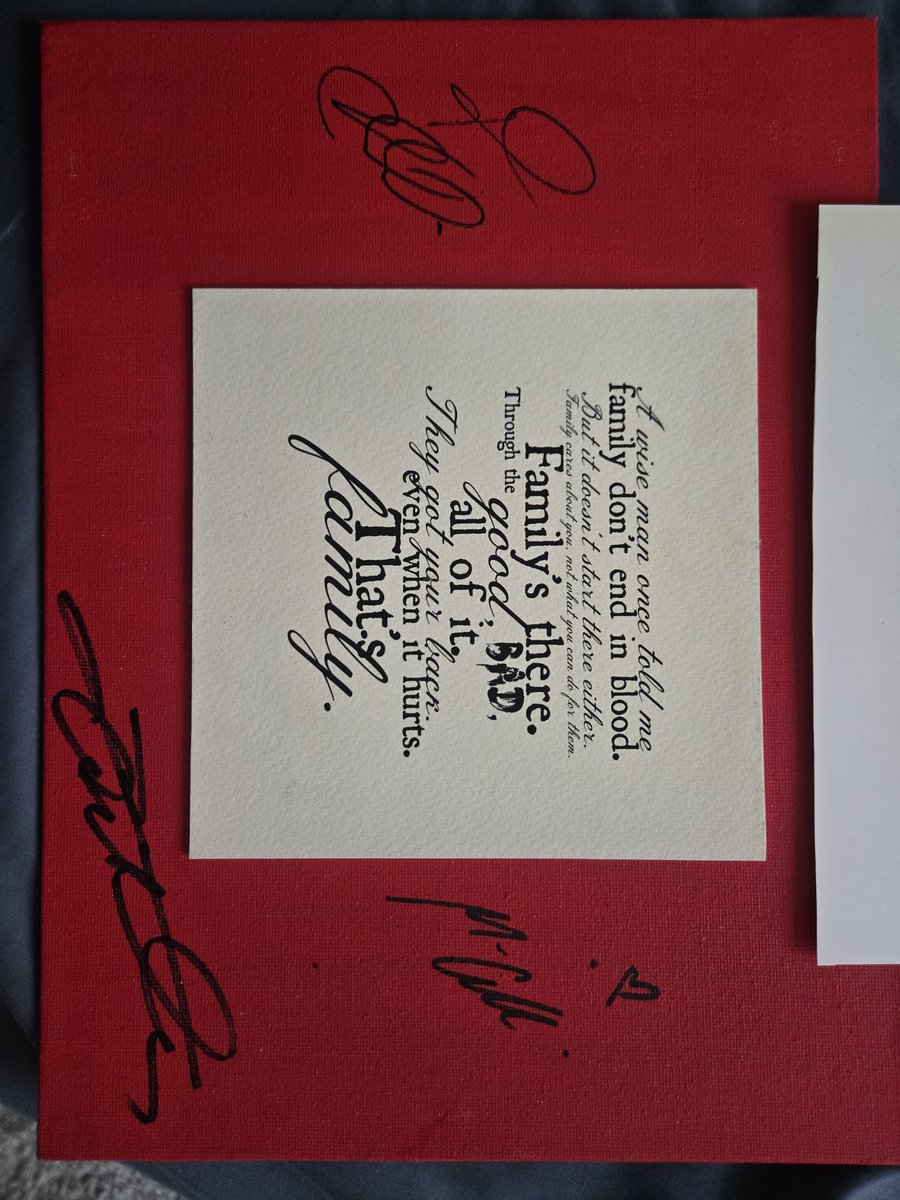 A wise man once told me
family don't end in blood.
But it doesn't start there either.
Family cares about you, not what you can do for them.
Family's there.
Through the good, BAD,
all of it.
They got your back.
even when it hurts.
That's
family.